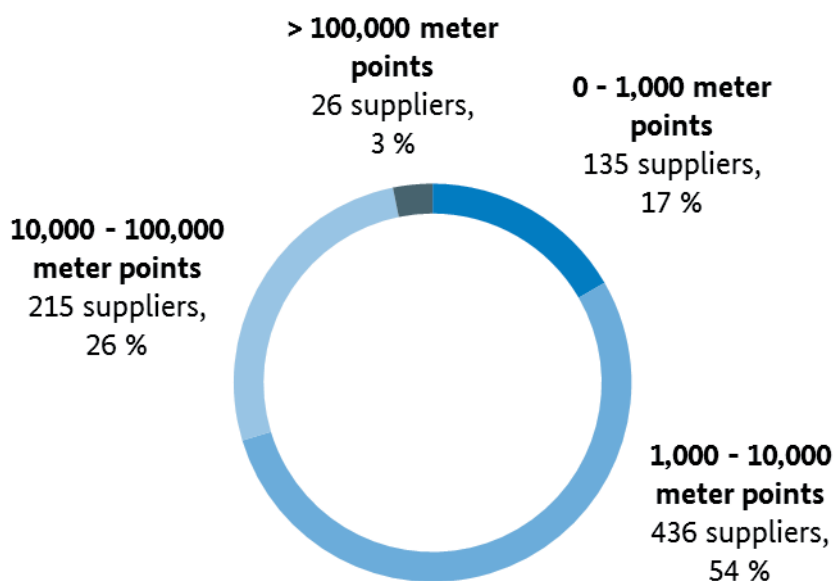 > 100,000 meter
points
26 suppliers,
3 %
0 - 1,000 meter
points
135 suppliers,
17 %
10,000 - 100,000
meter points
215 suppliers,
26 %
1,000 - 10,000
meter points
436 suppliers,
54 %